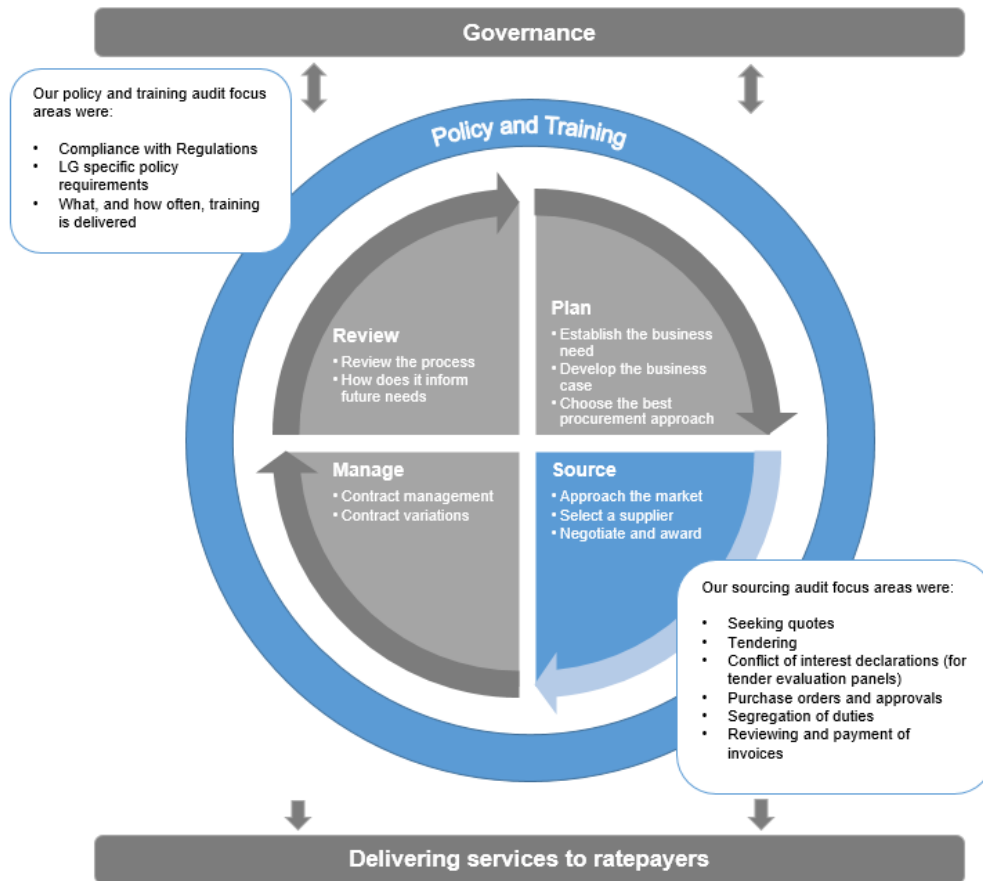 Governance
Our policy and training audit focus
areas were:
• Compliance with Regulations
• LG specific policy
requirements
• What, and how often, training
is delivered
Policy and Training
Review
• Review the process
• How does it inform
future needs
Plan
• Establish the business
need
• Develop the business
case
• Choose the best
procurement approach
Manage
• Contract management
• Contract variations
Source
• Approach the market
• Select a supplier
• Negotiate and award
Our sourcing audit focus areas were:
• Seeking quotes
• Tendering
• Conflict of interest declarations (for
tender evaluation panels)
• Purchase orders and approvals
• Segregation of duties
• Reviewing and payment of
invoices
Delivering services to ratepayers